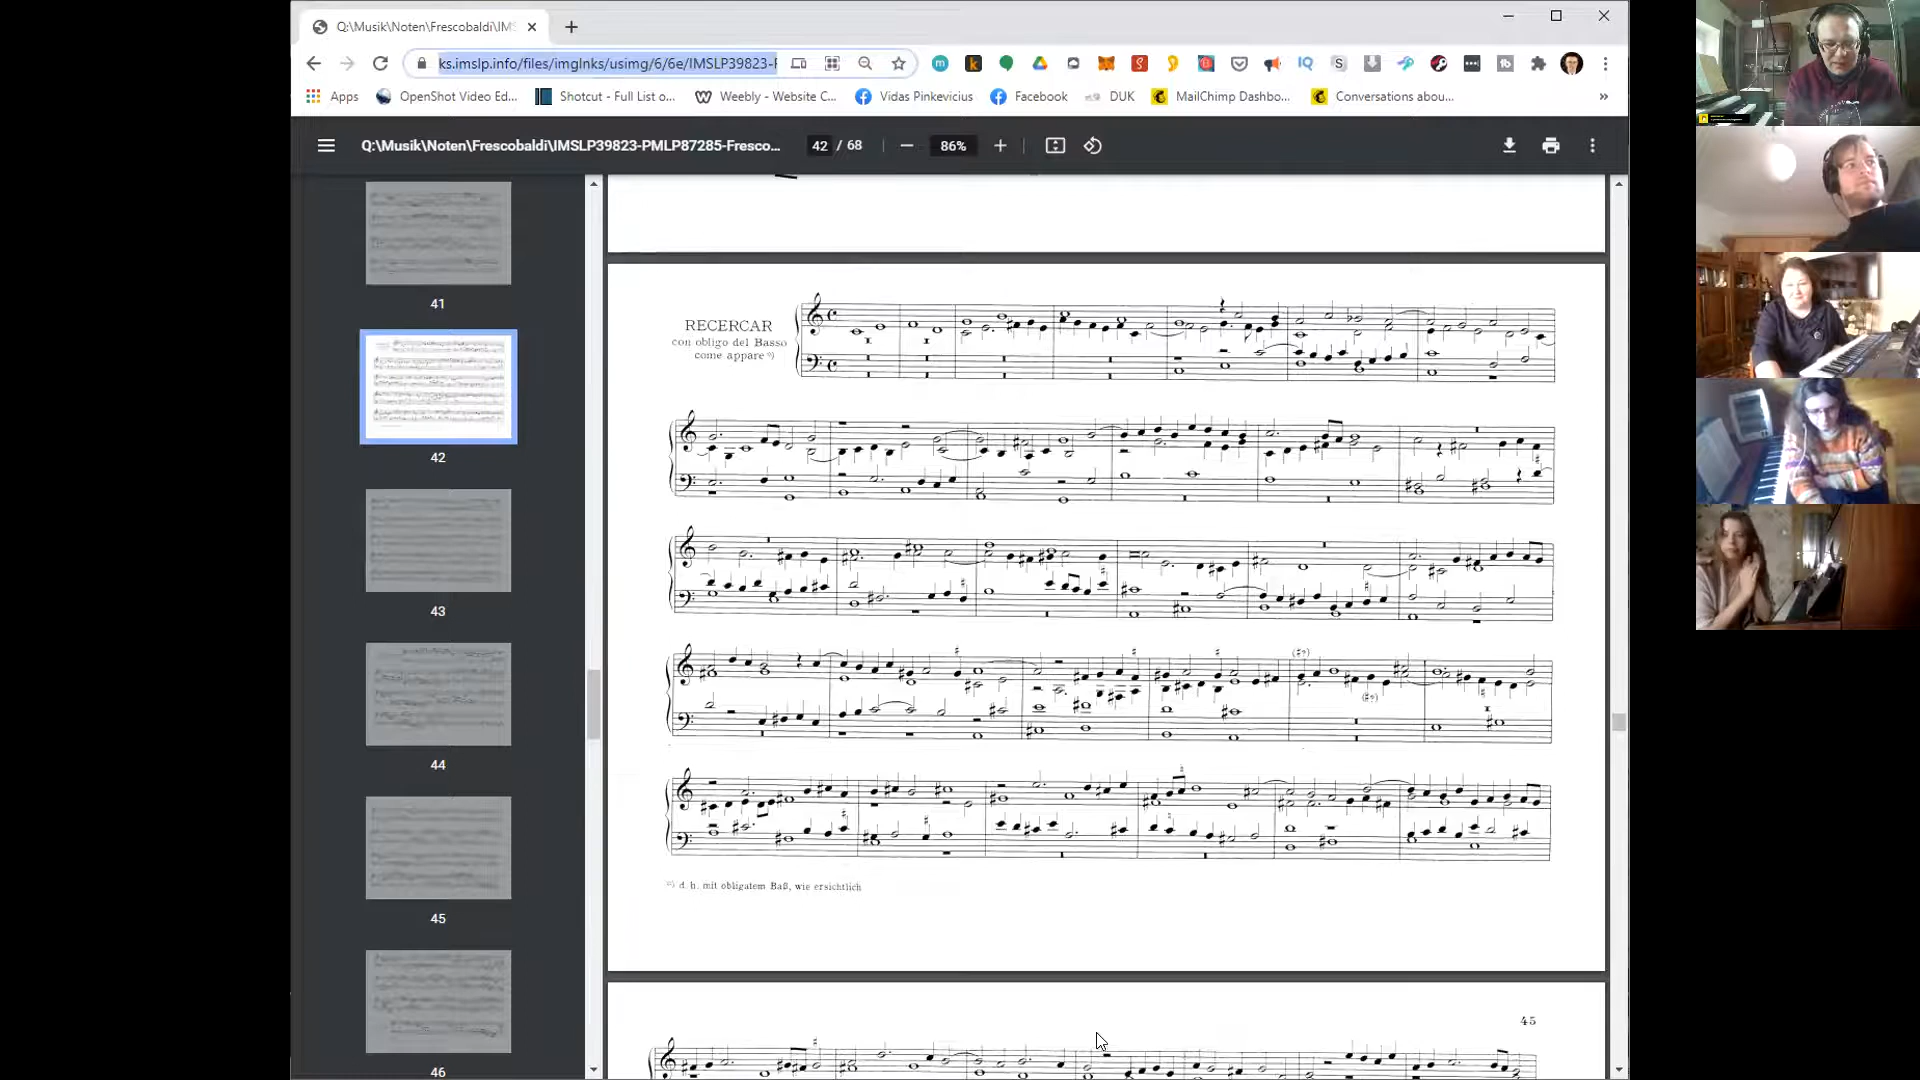 Q:\Musik\Noten\Frescobaldi\IMS
ks.imslp.info/files/imglnks/usimg/6/6e/IMSLP39823-F
Apps OpenShot Video Ed... Shotcut - Full List o... Weebly - Website C... Vidas Pinkevicius Facebook DUK MailChimp Dashbo... Conversations abou... »
Q:\Musik\Noten\Frescobaldi\IMSLP39823-PMLP87285-Fresco... 42 / 68 86%
41
42
43
44
45
46
RECERCAR
con obligo del Basso
come appare *)
*) d. h. mit obligatem Baß, wie ersichtlich
45